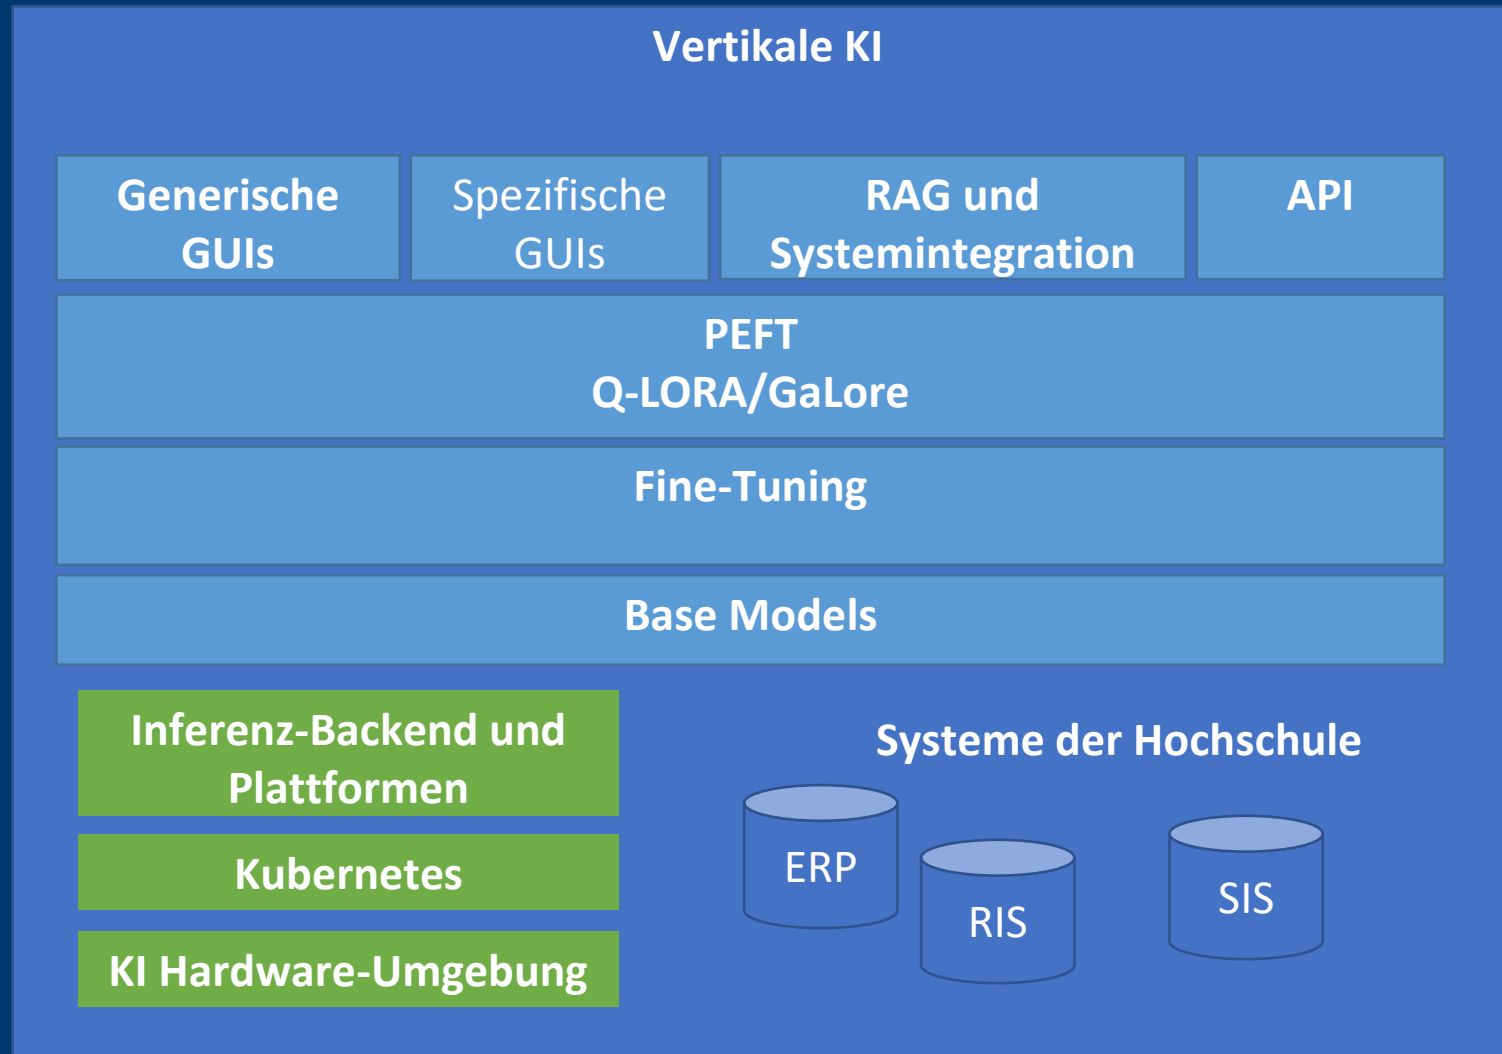 Vertikale KI
Generische
GUIs
Spezifische
GUIs
RAG und
Systemintegration
API
PEFT
Q-LORA/GaLore
Fine-Tuning
Base Models
Inferenz-Backend und
Plattformen
Kubernetes
KI Hardware-Umgebung
Systeme der Hochschule
ERP
RIS
SIS